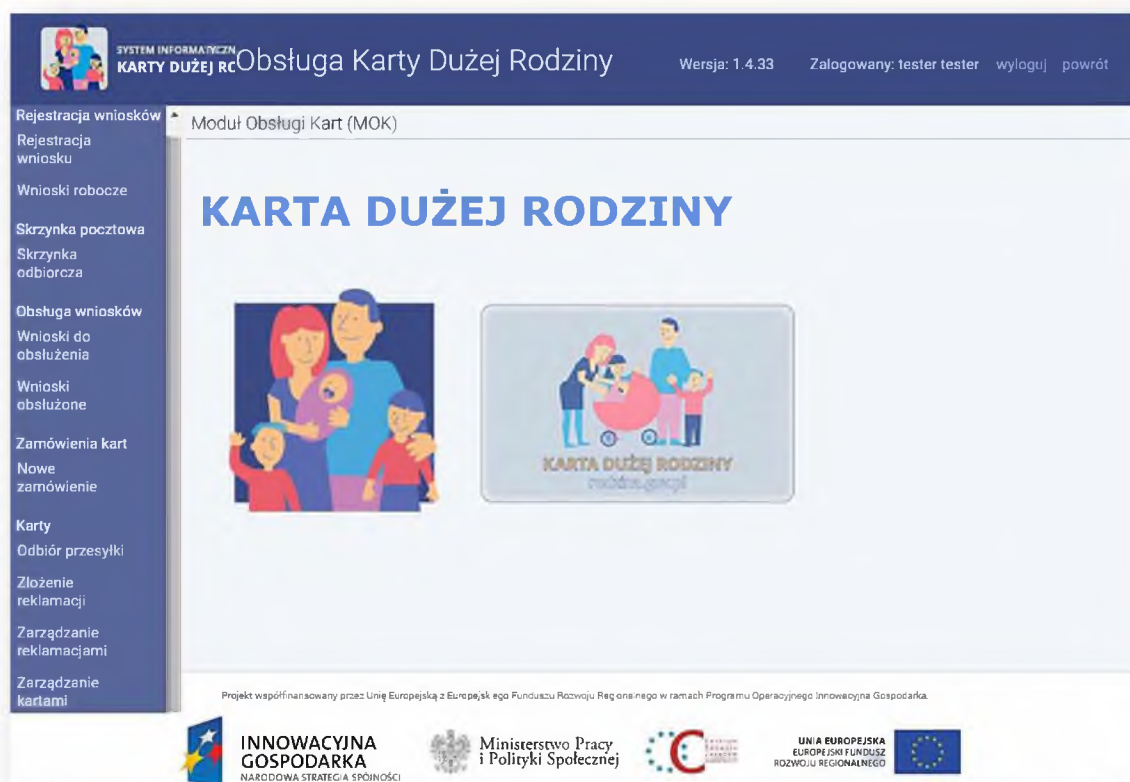 SYSTEM INFORMATYCZN
KARTY DUŻEJ RO
Obsługa Karty Dużej Rodziny
Wersja: 1.4.33
Zalogowany: tester tester
wyloguj
powrót
Rejestracja wniosków
Rejestracja
wniosku
Wnioski robocze
Skrzynka pocztowa
Skrzynka
odbiorcza
Obsługa wniosków
Wnioski do
obsłużenia
Wnioski
obsłużone
Zamówienia kart
Nowe
zamówienie
Karty
Odbiór przesyłki
Złożenie
reklamacji
Zarządzanie
reklamacjami
Zarządzanie
kartami
Moduł Obsługi Kart (MOK)
KARTA DUŻEJ RODZINY
KARTA DUŻEJ RODZINY
rodzina.gov.pl
Projekt współfinansowany przez Unię Europejską z Europejskiego Funduszu Rozwoju Regionalnego w ramach Programu Operacyjnego Innowacyjna Gospodarka.
INNOWACYJNA
GOSPODARKA
NARODOWA STRATEGIA SPÓJNOŚCI
Ministerstwo Pracy
i Polityki Społecznej
UNIA EUROPEJSKA
EUROPEJSKI FUNDUSZ
ROZWOJU REGIONALNEGO